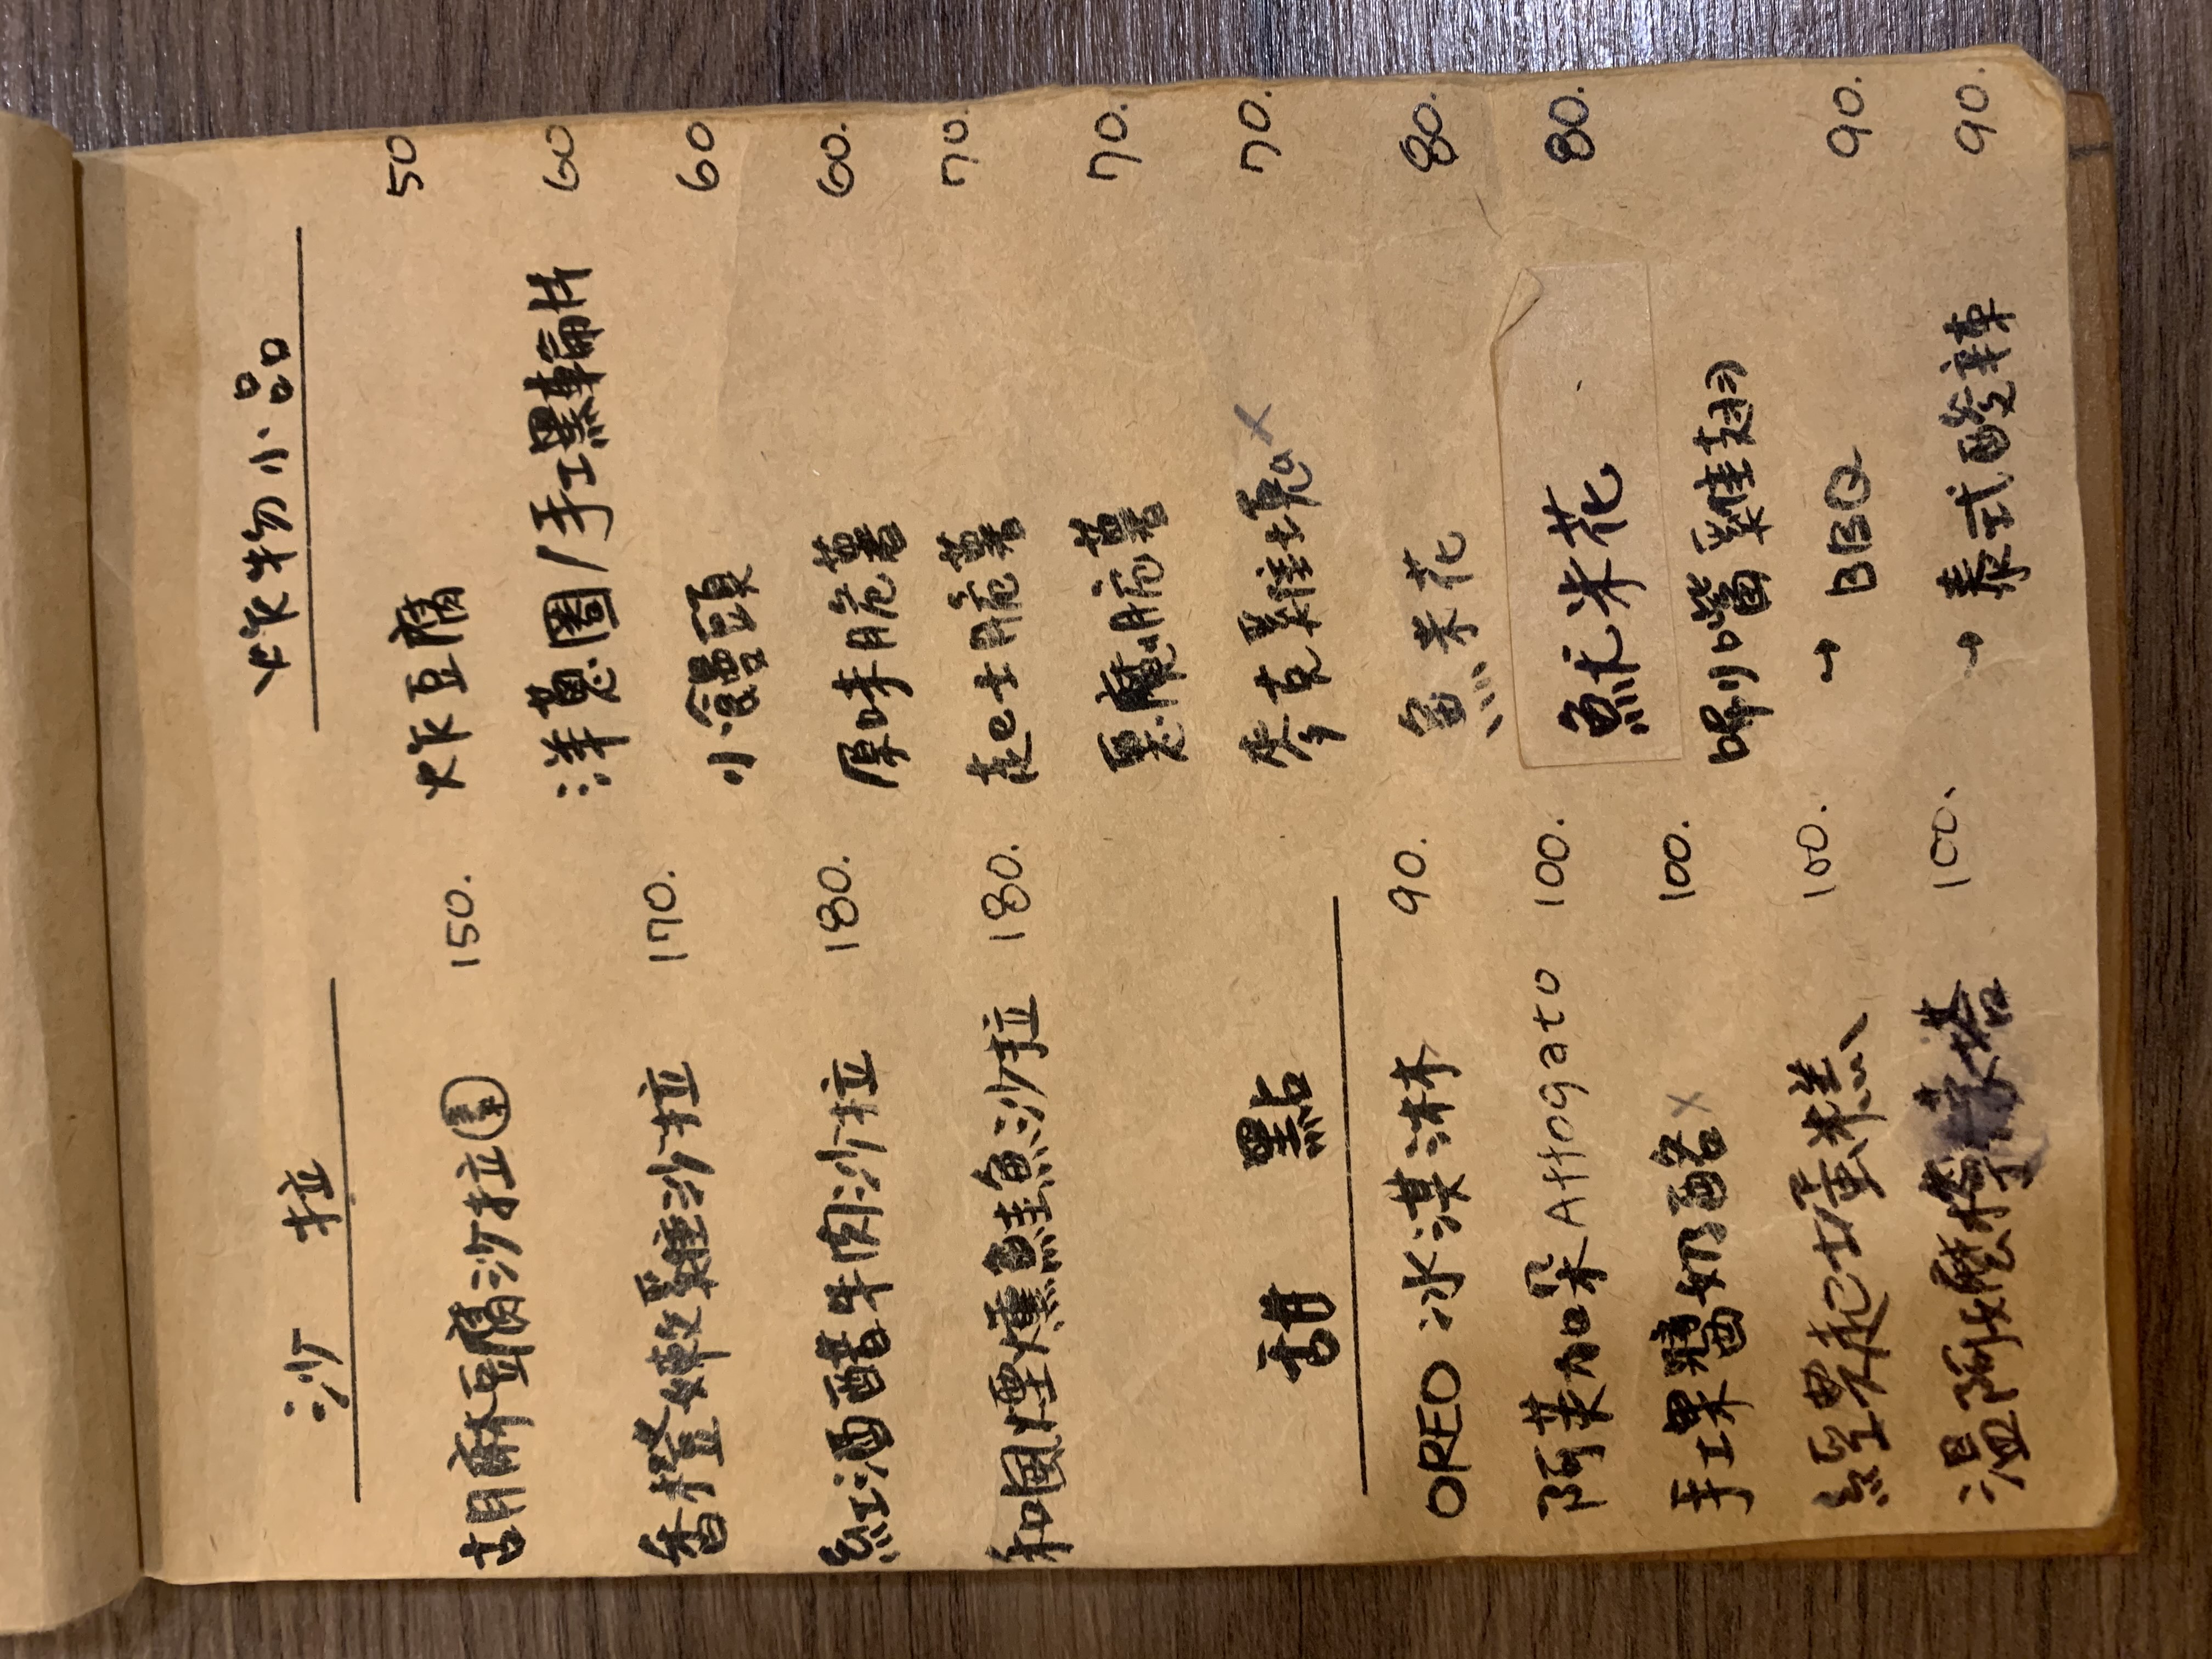 沙拉
胡麻豆腐沙拉 素 150.
香橙嫩雞沙拉 170.
紅酒醋牛肉沙拉 180.
和風煙燻鮭魚沙拉 180.
甜點
OREO 冰淇淋 90.
阿芙加朵 Affogato 100.
手工果醬奶酪 x 100.
經典起士蛋糕 100.
溫阿嬤檸檬塔 100.
炸物小品
炸豆腐 50
洋蔥圈/手工黑輪片 60
小饅頭 60
原味脆薯 60.
起士脆薯 70.
惡魔脆薯 70.
麥克雞塊 x 70.
魚米花 80.
魷米花 80.
唰嘴雞翅
→ BBQ 90.
→ 泰式酸辣 90.